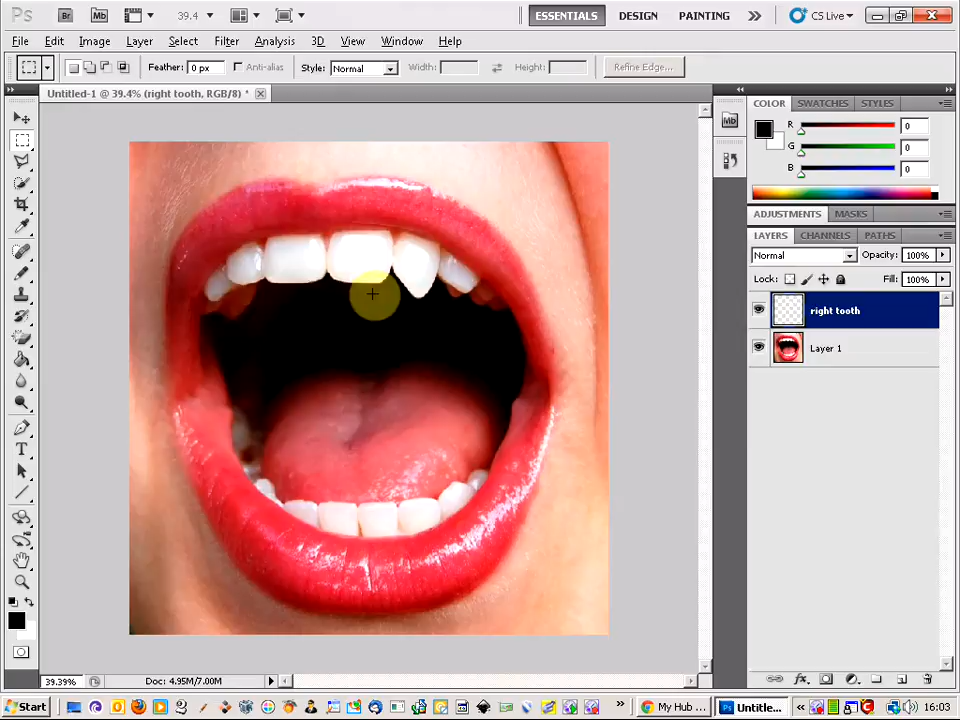 Ps Br Mb 39.4 ESSENTIALS DESIGN PAINTING CS Live
File Edit Image Layer Select Filter Analysis 3D View Window Help
Feather: 0 px Anti-alias Style: Normal Width: Height: Refine Edge...
Untitled-1 @ 39.4% (right tooth, RGB/8) *
COLOR SWATCHES STYLES
Mb
R 0
G 0
B 0
ADJUSTMENTS MASKS
LAYERS CHANNELS PATHS
Normal Opacity: 100%
Lock: Fill: 100%
right tooth
Layer 1
T
39.39% Doc: 4.95M/7.00M
Start My Hub ... Untitle... 16:03